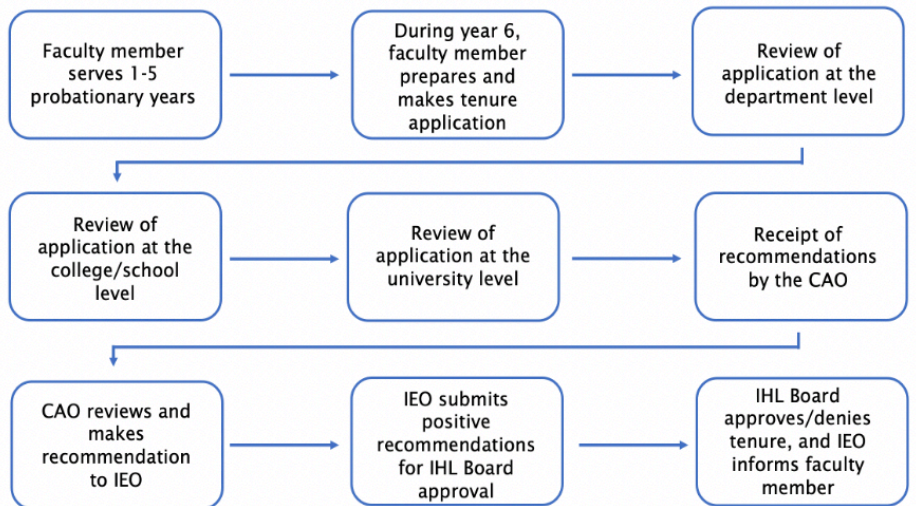 Faculty member
serves 1-5
probationary years
During year 6,
faculty member
prepares and
makes tenure
application
Review of
application at the
department level
Review of
application at the
college/school
level
Review of
application at the
university level
Receipt of
recommendations
by the CAO
CAO reviews and
makes
recommendation
to IEO
IEO submits
positive
recommendations
for IHL Board
approval
IHL Board
approves/denies
tenure, and IEO
informs faculty
member